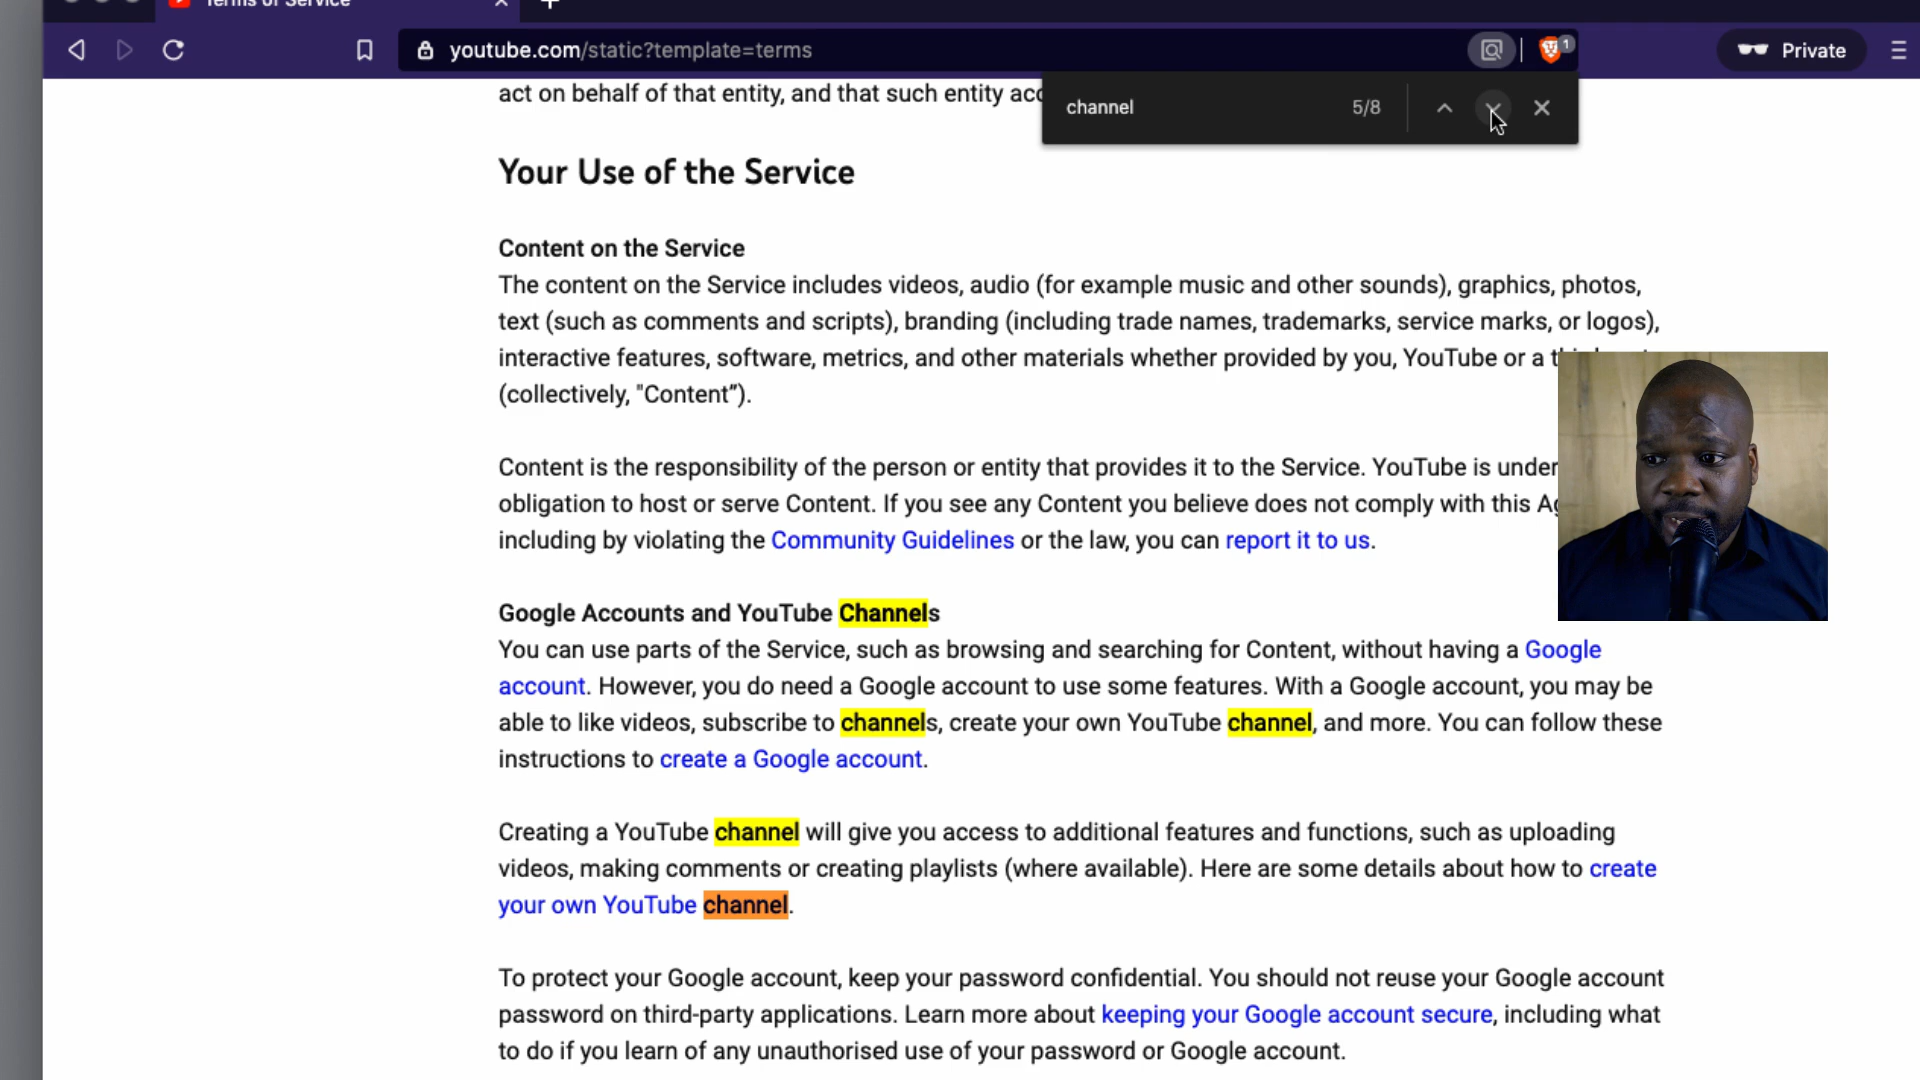 Terms of Service
youtube.com/static?template=terms
1
Private
channel
5/8
act on behalf of that entity, and that such entity acc
Your Use of the Service
Content on the Service
The content on the Service includes videos, audio (for example music and other sounds), graphics, photos,
text (such as comments and scripts), branding (including trade names, trademarks, service marks, or logos),
interactive features, software, metrics, and other materials whether provided by you, YouTube or a
(collectively, "Content”).
Content is the responsibility of the person or entity that provides it to the Service. YouTube is under
obligation to host or serve Content. If you see any Content you believe does not comply with this
including by violating the Community Guidelines or the law, you can report it to us.
Google Accounts and YouTube Channels
You can use parts of the Service, such as browsing and searching for Content, without having a Google
account. However, you do need a Google account to use some features. With a Google account, you may be
able to like videos, subscribe to channels, create your own YouTube channel, and more. You can follow these
instructions to create a Google account.
Creating a YouTube channel will give you access to additional features and functions, such as uploading
videos, making comments or creating playlists (where available). Here are some details about how to create
your own YouTube channel.
To protect your Google account, keep your password confidential. You should not reuse your Google account
password on third-party applications. Learn more about keeping your Google account secure, including what
to do if you learn of any unauthorised use of your password or Google account.